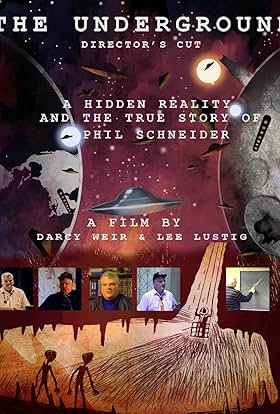 THE UNDERGROUND
DIRECTOR'S CUT
A HIDDEN REALITY
AND THE TRUE STORY OF
PHIL SCHNEIDER
A FILM BY
DARCY WEIR & LEE LUSTIG